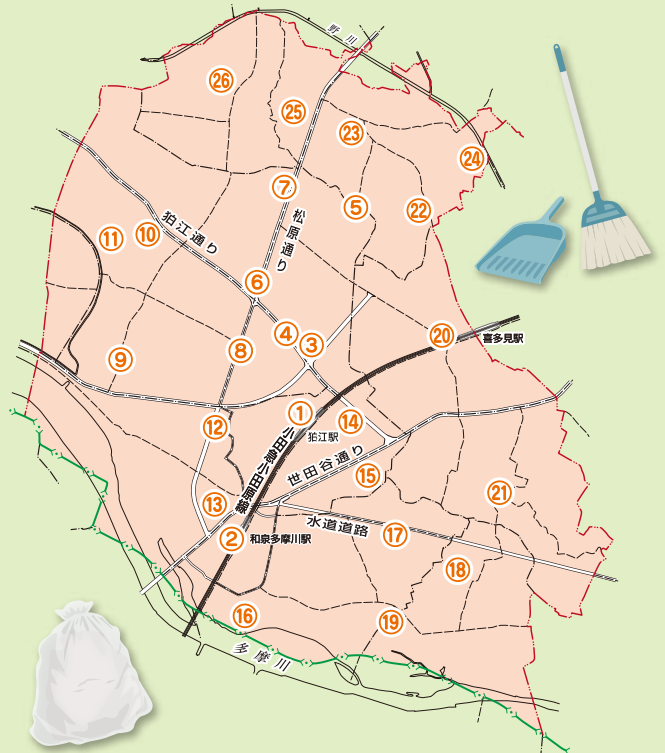 野川
㉖
㉕
㉓
㉔
⑦
⑤
㉒
松原通り
狛江通り
⑪
⑩
⑥
④
③
⑳
喜多見駅
⑧
⑨
①
狛江駅
⑭
⑫
小田急小田原線
世田谷通り
⑮
⑬
㉑
水道道路
⑰
②
和泉多摩川駅
⑱
⑯
⑲
多摩川